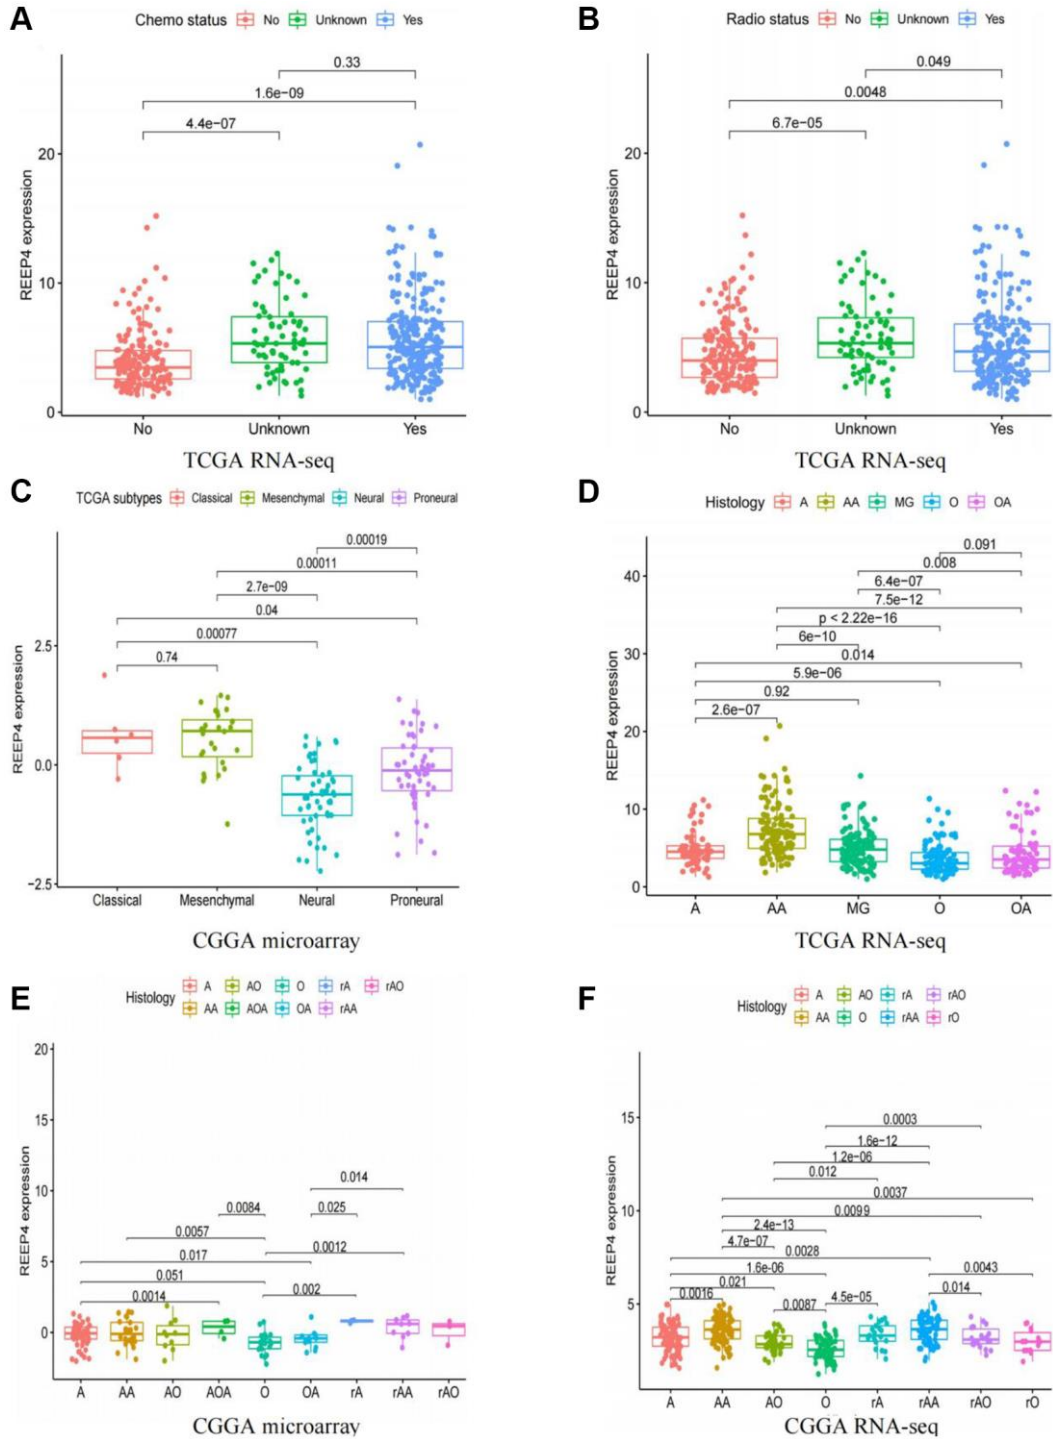 A
Chemo status No Unknown Yes
0.33
1.6e−09
4.4e−07
20
10
0
REEP4 expression
No Unknown Yes
TCGA RNA-seq
B
Radio status No Unknown Yes
0.049
0.0048
6.7e−05
20
10
0
REEP4 expression
No Unknown Yes
TCGA RNA-seq
C
TCGA subtypes Classical Mesenchymal Neural Proneural
0.00019
0.00011
2.7e−09
0.04
0.00077
0.74
2.5
0.0
−2.5
REEP4 expression
Classical Mesenchymal Neural Proneural
CGGA microarray
D
Histology A AA MG O OA
0.091
0.008
6.4e−07
7.5e−12
p < 2.22e−16
6e−10
0.014
5.9e−06
0.92
2.6e−07
40
30
20
10
0
REEP4 expression
A AA MG O OA
TCGA RNA-seq
E
Histology
A AO O rA rAO
AA AOA OA rAA
20
15
10
5
0
REEP4 expression
0.014
0.0084 0.025
0.0057
0.0012
0.017
0.051
0.002
0.0014
A AA AO AOA O OA rA rAA rAO
CGGA microarray
F
Histology
A AO rA rAO
AA O rAA rO
15
10
5
REEP4 expression
0.0003
1.6e−12
1.2e−06
0.012
0.0037
0.0099
2.4e−13
4.7e−07
0.0028
1.6e−06 0.0043
0.021 0.014
0.0016 0.0087 4.5e−05
A AA AO O rA rAA rAO rO
CGGA RNA-seq